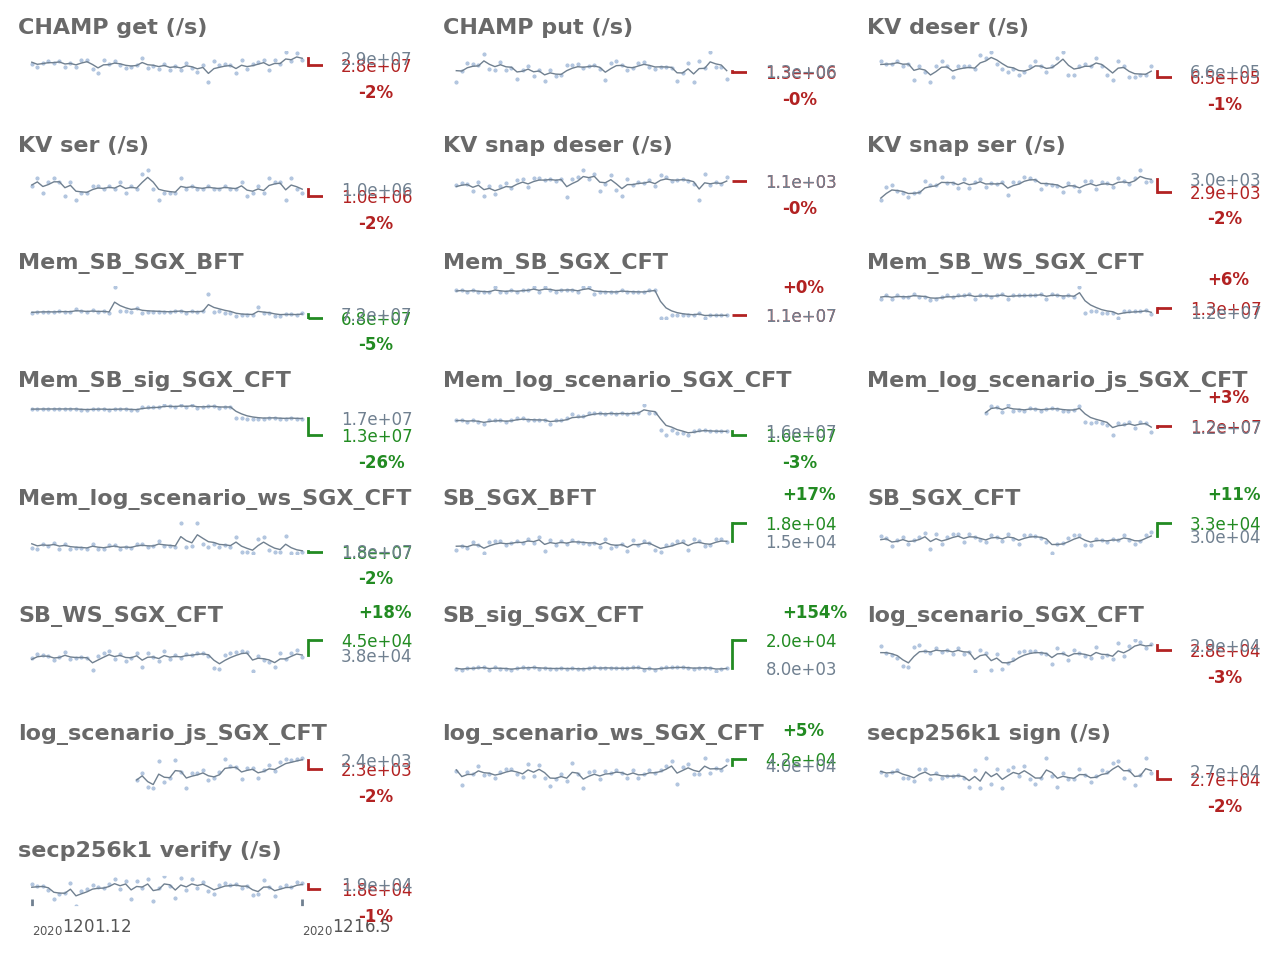 CHAMP get (/s)
2.9e+07
2.8e+07
-2%
CHAMP put (/s)
1.3e+06
-0%
KV deser (/s)
6.6e+05
6.5e+05
-1%
KV ser (/s)
1.0e+06
1.0e+06
-2%
KV snap deser (/s)
1.1e+03
-0%
KV snap ser (/s)
3.0e+03
2.9e+03
-2%
Mem_SB_SGX_BFT
6.8e+07
-5%
Mem_SB_SGX_CFT
+0%
1.1e+07
Mem_SB_WS_SGX_CFT
+6%
1.3e+07
1.2e+07
Mem_SB_sig_SGX_CFT
1.7e+07
1.3e+07
-26%
Mem_log_scenario_SGX_CFT
1.6e+07
1.6e+07
-3%
Mem_log_scenario_js_SGX_CFT
+3%
1.2e+07
1.2e+07
Mem_log_scenario_ws_SGX_CFT
1.8e+07
-2%
SB_SGX_BFT
+17%
1.8e+04
1.5e+04
SB_SGX_CFT
+11%
3.3e+04
3.0e+04
SB_WS_SGX_CFT
+18%
4.5e+04
3.8e+04
SB_sig_SGX_CFT
+154%
2.0e+04
8.0e+03
log_scenario_SGX_CFT
2.9e+04
2.8e+04
-3%
log_scenario_js_SGX_CFT
2.4e+03
2.3e+03
-2%
log_scenario_ws_SGX_CFT
+5%
4.2e+04
4.0e+04
secp256k1 sign (/s)
2.7e+04
2.7e+04
-2%
secp256k1 verify (/s)
1.9e+04
1.8e+04
-1%
2020 1201.12
2020 1216.5